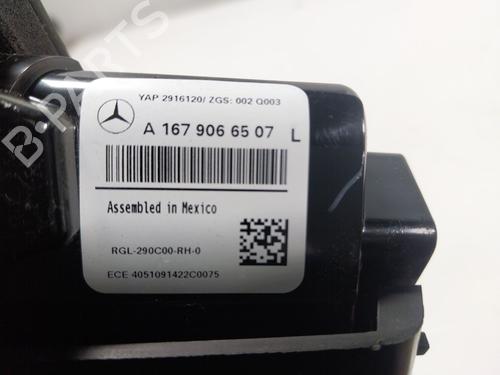 YAP 2916120/ ZGS: 002 Q003
A 167 906 65 07 L
Assembled in Mexico
RGL-290C00-RH-0
ECE 4051091422C0075
B-PARTS